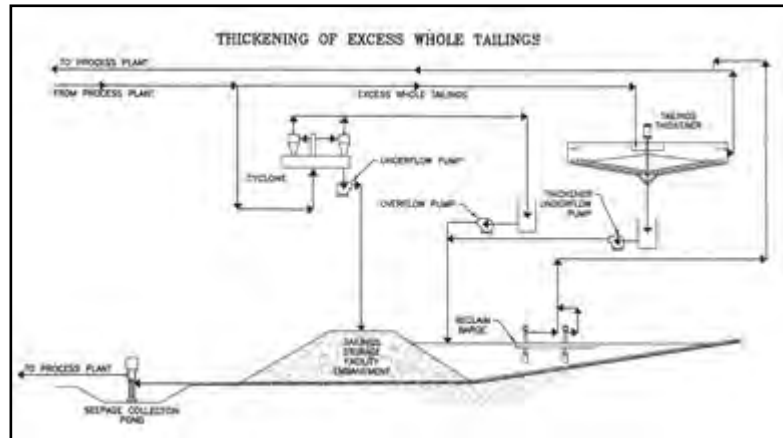 THICKENING OF EXCESS WHOLE TAILINGS
TO PROCESS PLANT
FROM PROCESS PLANT
EXCESS WHOLE TAILINGS
TAILINGS
THICKENER
CYCLONE
UNDERFLOW PUMP
OVERFLOW PUMP
THICKENER
UNDERFLOW
PUMP
RECLAIM
BARGE
TAILINGS
STORAGE
FACILITY
EMBANKMENT
TO PROCESS PLANT
SEEPAGE COLLECTION
POND